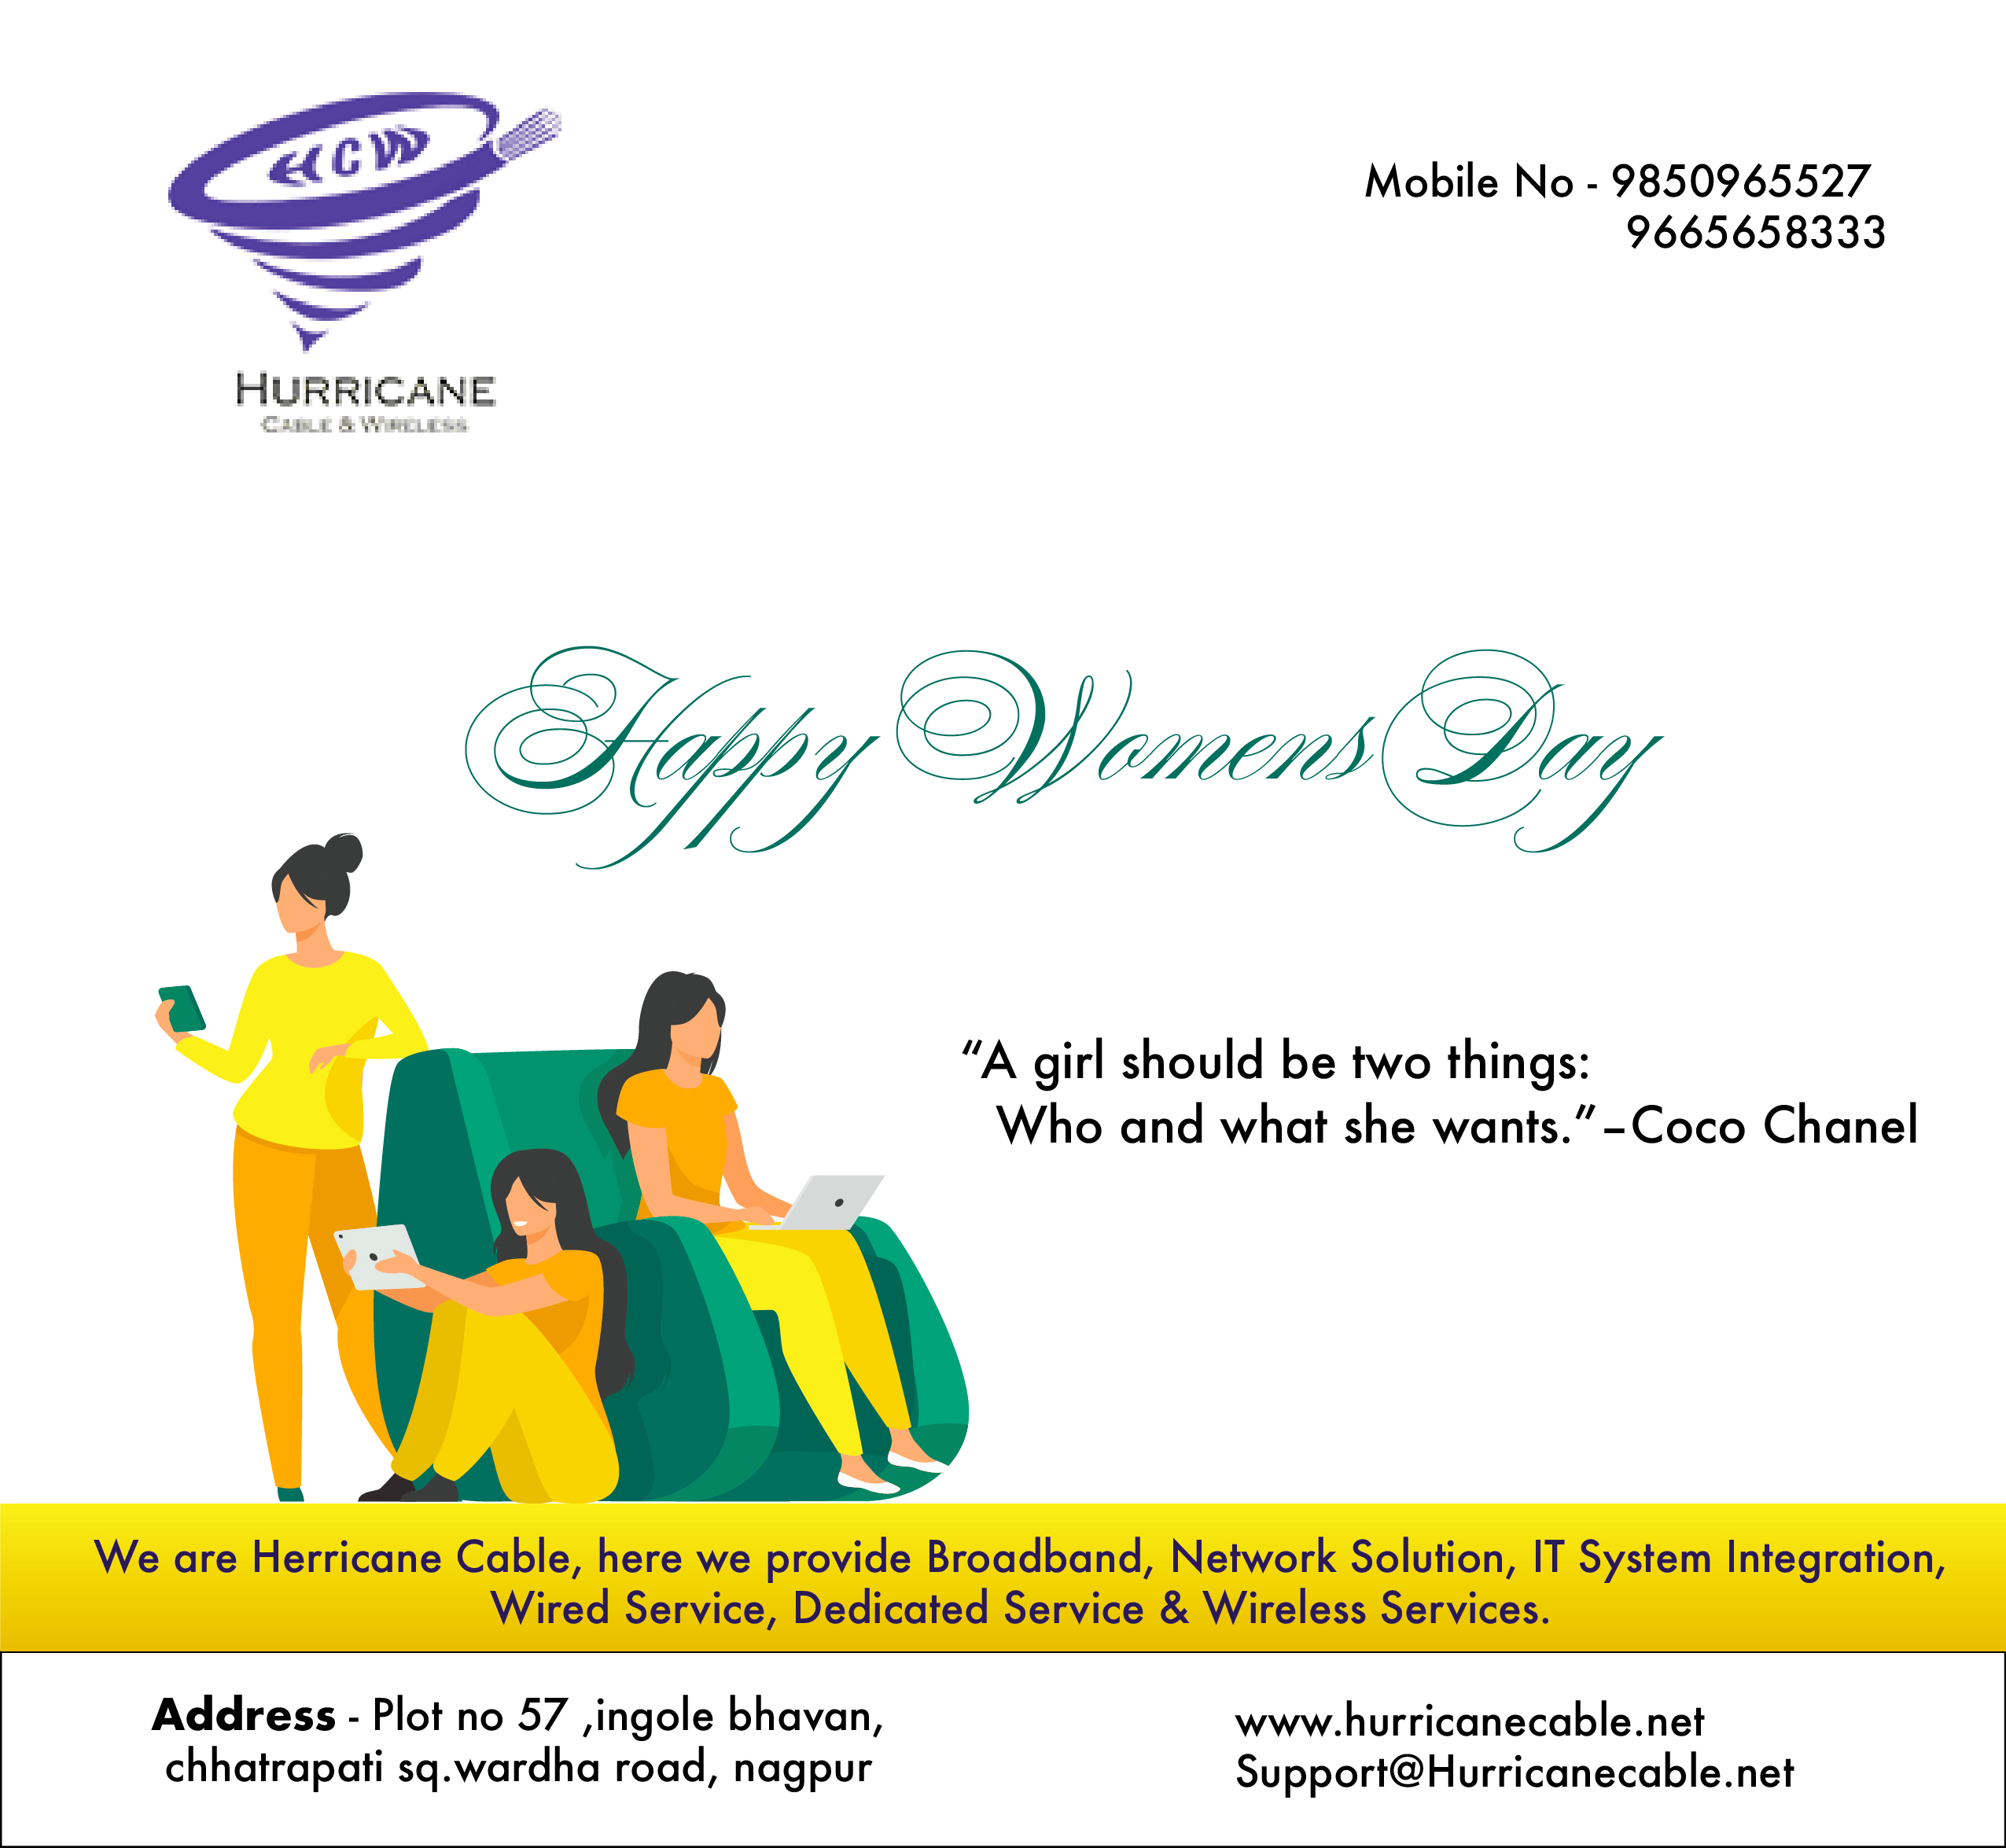 HCW
HURRICANE
CABLE & WIRELESS
Mobile No - 9850965527
9665658333
Happy Womens Day
“A girl should be two things:
Who and what she wants.”–Coco Chanel
We are Herricane Cable, here we provide Broadband, Network Solution, IT System Integration,
Wired Service, Dedicated Service & Wireless Services.
Address - Plot no 57 ,ingole bhavan,
chhatrapati sq.wardha road, nagpur
www.hurricanecable.net
Support@Hurricanecable.net